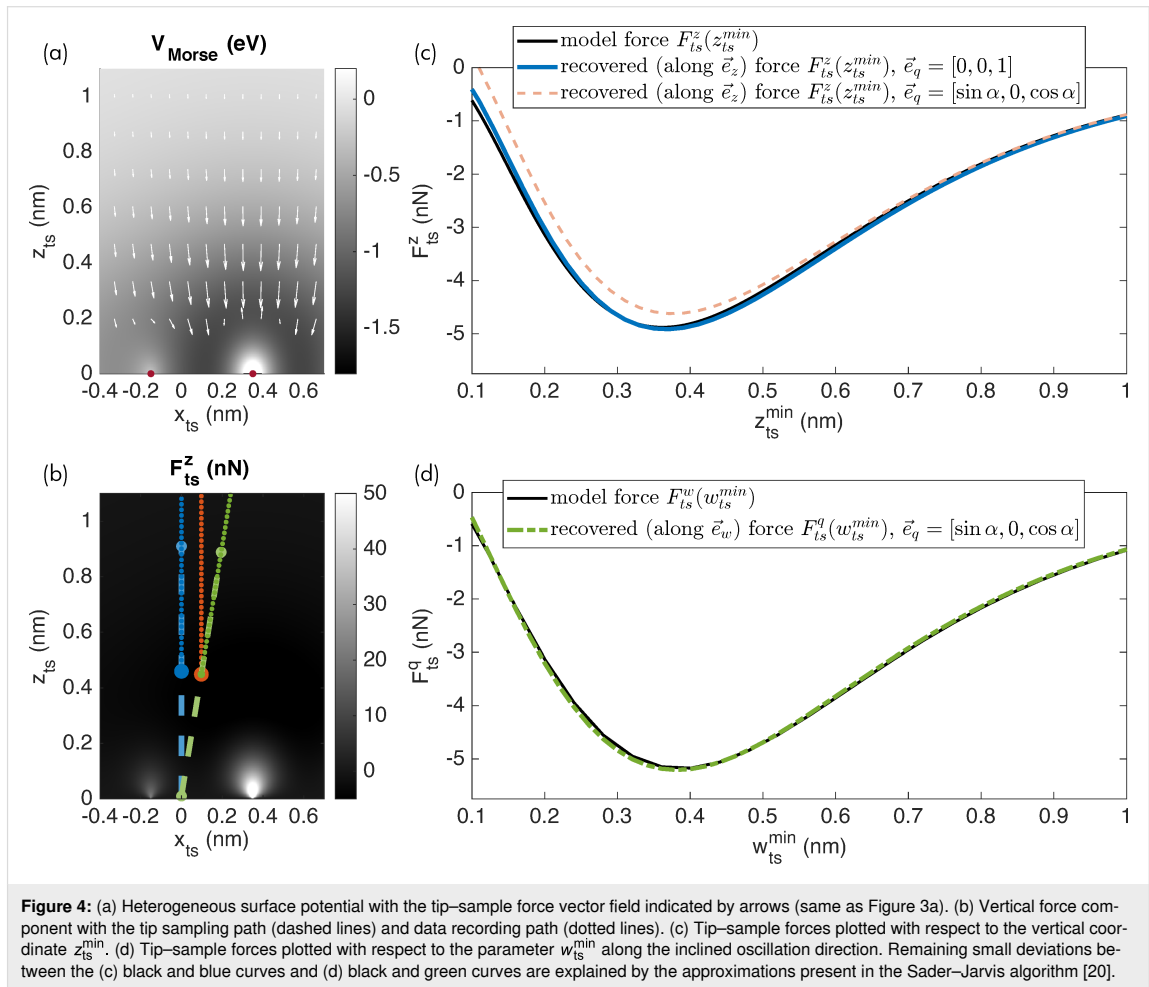 (a)
V_Morse (eV)
1
0.8
0.6
0.4
0.2
0
z_ts (nm)
-0.4 -0.2 0 0.2 0.4 0.6
x_ts (nm)
0
-0.5
-1
-1.5
(c)
model force F^z_ts(z^min_ts)
recovered (along e⃗_z) force F^z_ts(z^min_ts), e⃗_q = [0, 0, 1]
recovered (along e⃗_z) force F^z_ts(z^min_ts), e⃗_q = [sin α, 0, cos α]
0
-1
-2
-3
-4
-5
F^z_ts (nN)
0.1 0.2 0.3 0.4 0.5 0.6 0.7 0.8 0.9 1
z^min_ts (nm)
(b)
F^z_ts (nN)
1
0.8
0.6
0.4
0.2
0
z_ts (nm)
-0.4 -0.2 0 0.2 0.4 0.6
x_ts (nm)
50
40
30
20
10
0
(d)
model force F^w_ts(w^min_ts)
recovered (along e⃗_w) force F^q_ts(w^min_ts), e⃗_q = [sin α, 0, cos α]
0
-1
-2
-3
-4
-5
F^q_ts (nN)
0.1 0.2 0.3 0.4 0.5 0.6 0.7 0.8 0.9 1
w^min_ts (nm)
Figure 4: (a) Heterogeneous surface potential with the tip–sample force vector field indicated by arrows (same as Figure 3a). (b) Vertical force com-
ponent with the tip sampling path (dashed lines) and data recording path (dotted lines). (c) Tip–sample forces plotted with respect to the vertical coor-
dinate z^min_ts. (d) Tip–sample forces plotted with respect to the parameter w^min_ts along the inclined oscillation direction. Remaining small deviations be-
tween the (c) black and blue curves and (d) black and green curves are explained by the approximations present in the Sader–Jarvis algorithm [20].